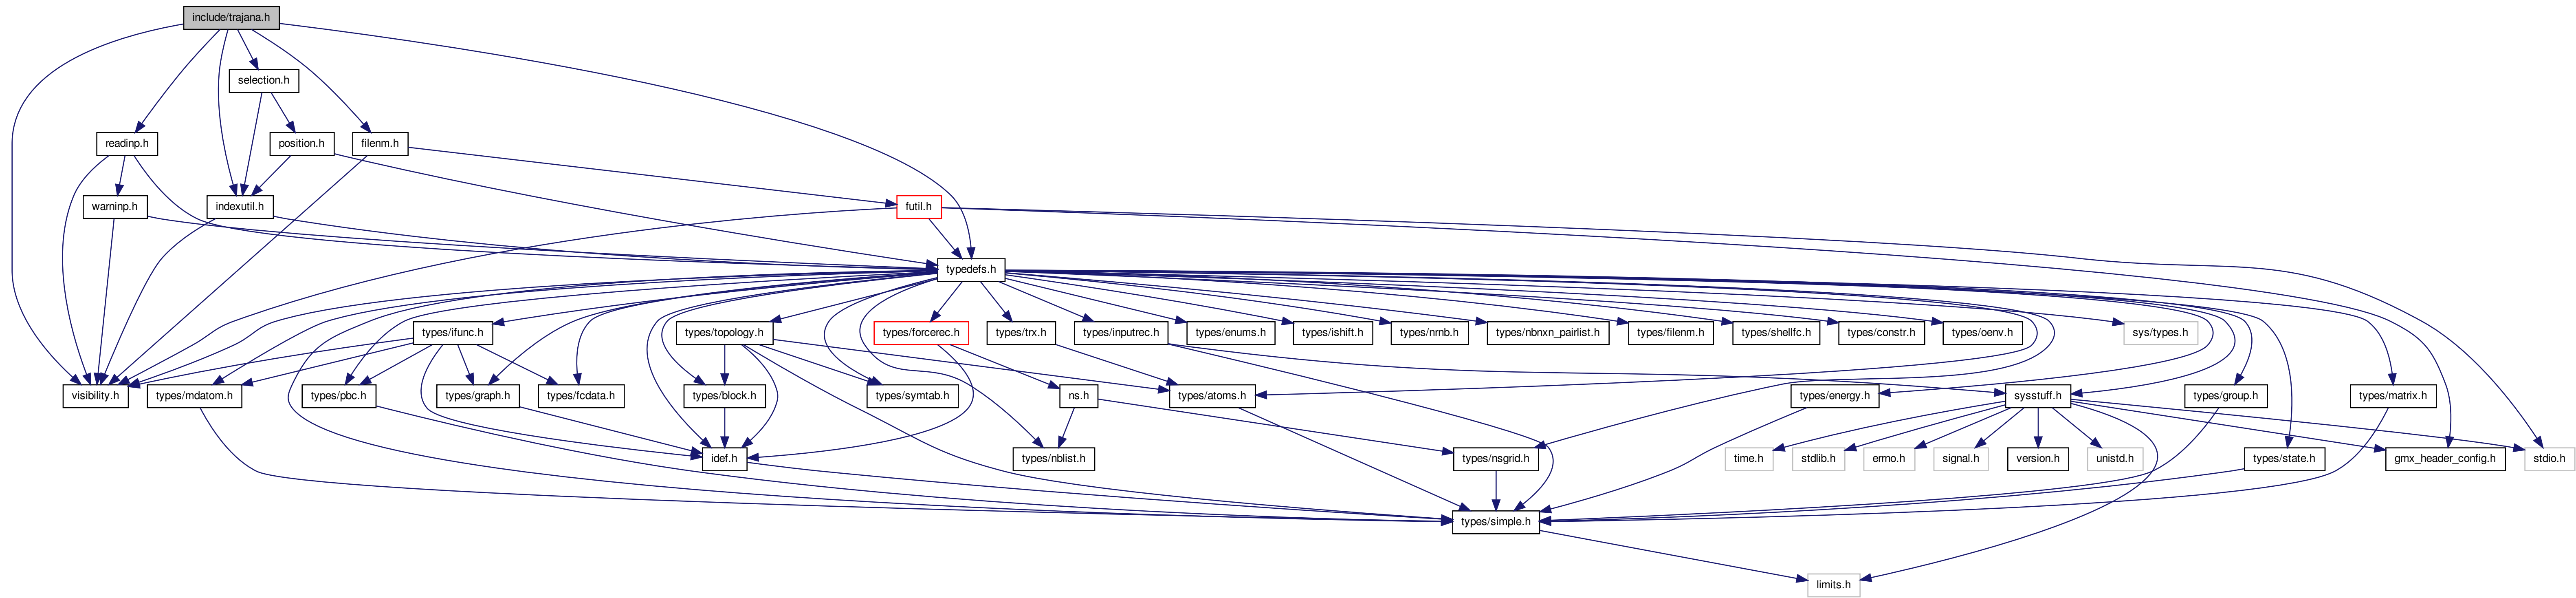 include/trajana.h
selection.h
readinp.h
position.h
filenm.h
warninp.h
indexutil.h
futil.h
typedefs.h
types/ifunc.h
types/topology.h
types/forcerec.h
types/trx.h
types/inputrec.h
types/enums.h
types/ishift.h
types/nrnb.h
types/nbnxn_pairlist.h
types/filenm.h
types/shellfc.h
types/constr.h
types/oenv.h
sys/types.h
visibility.h
types/mdatom.h
types/pbc.h
types/graph.h
types/fcdata.h
types/block.h
types/symtab.h
ns.h
types/atoms.h
types/energy.h
sysstuff.h
types/group.h
types/matrix.h
idef.h
types/nblist.h
types/nsgrid.h
time.h
stdlib.h
errno.h
signal.h
version.h
unistd.h
types/state.h
gmx_header_config.h
stdio.h
types/simple.h
limits.h